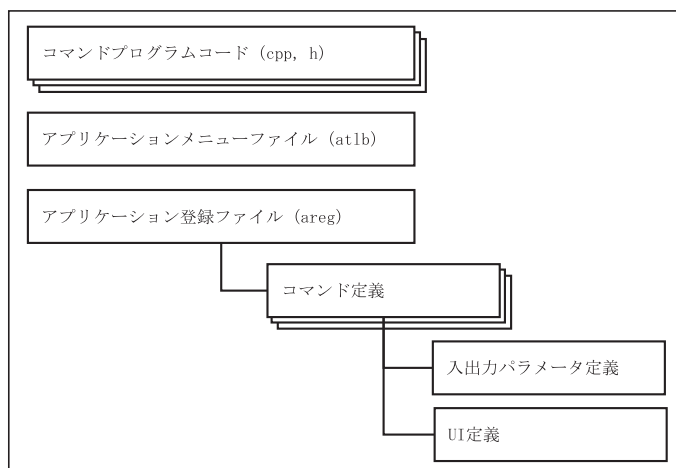 コマンドプログラムコード (cpp, h)
アプリケーションメニューファイル (atlb)
アプリケーション登録ファイル (areg)
コマンド定義
入出力パラメータ定義
UI定義